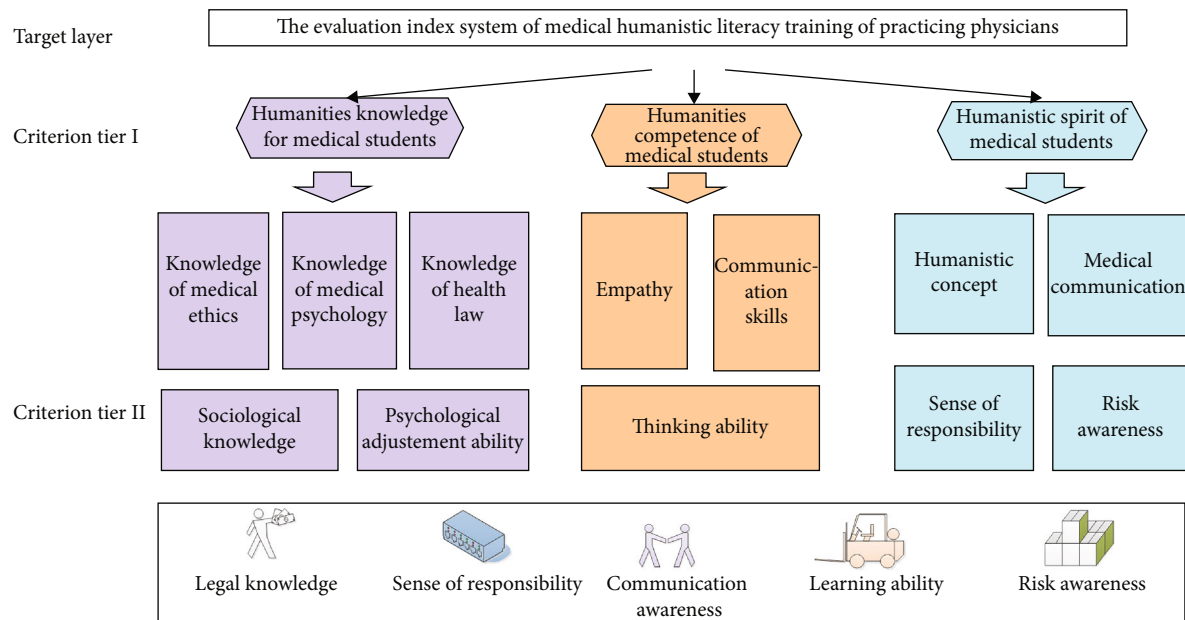 Target layer
The evaluation index system of medical humanistic literacy training of practicing physicians
Criterion tier I
Humanities knowledge
for medical students
Humanities
competence of
medical students
Humanistic spirit of
medical students
Knowledge
of medical
ethics
Knowledge
of medical
psychology
Knowledge
of health
law
Empathy
Communic-
ation
skills
Humanistic
concept
Medical
communication
Criterion tier II
Sociological
knowledge
Psychological
adjustement ability
Thinking ability
Sense of
responsibility
Risk
awareness
Legal knowledge
Sense of responsibility
Communication
awareness
Learning ability
Risk awareness